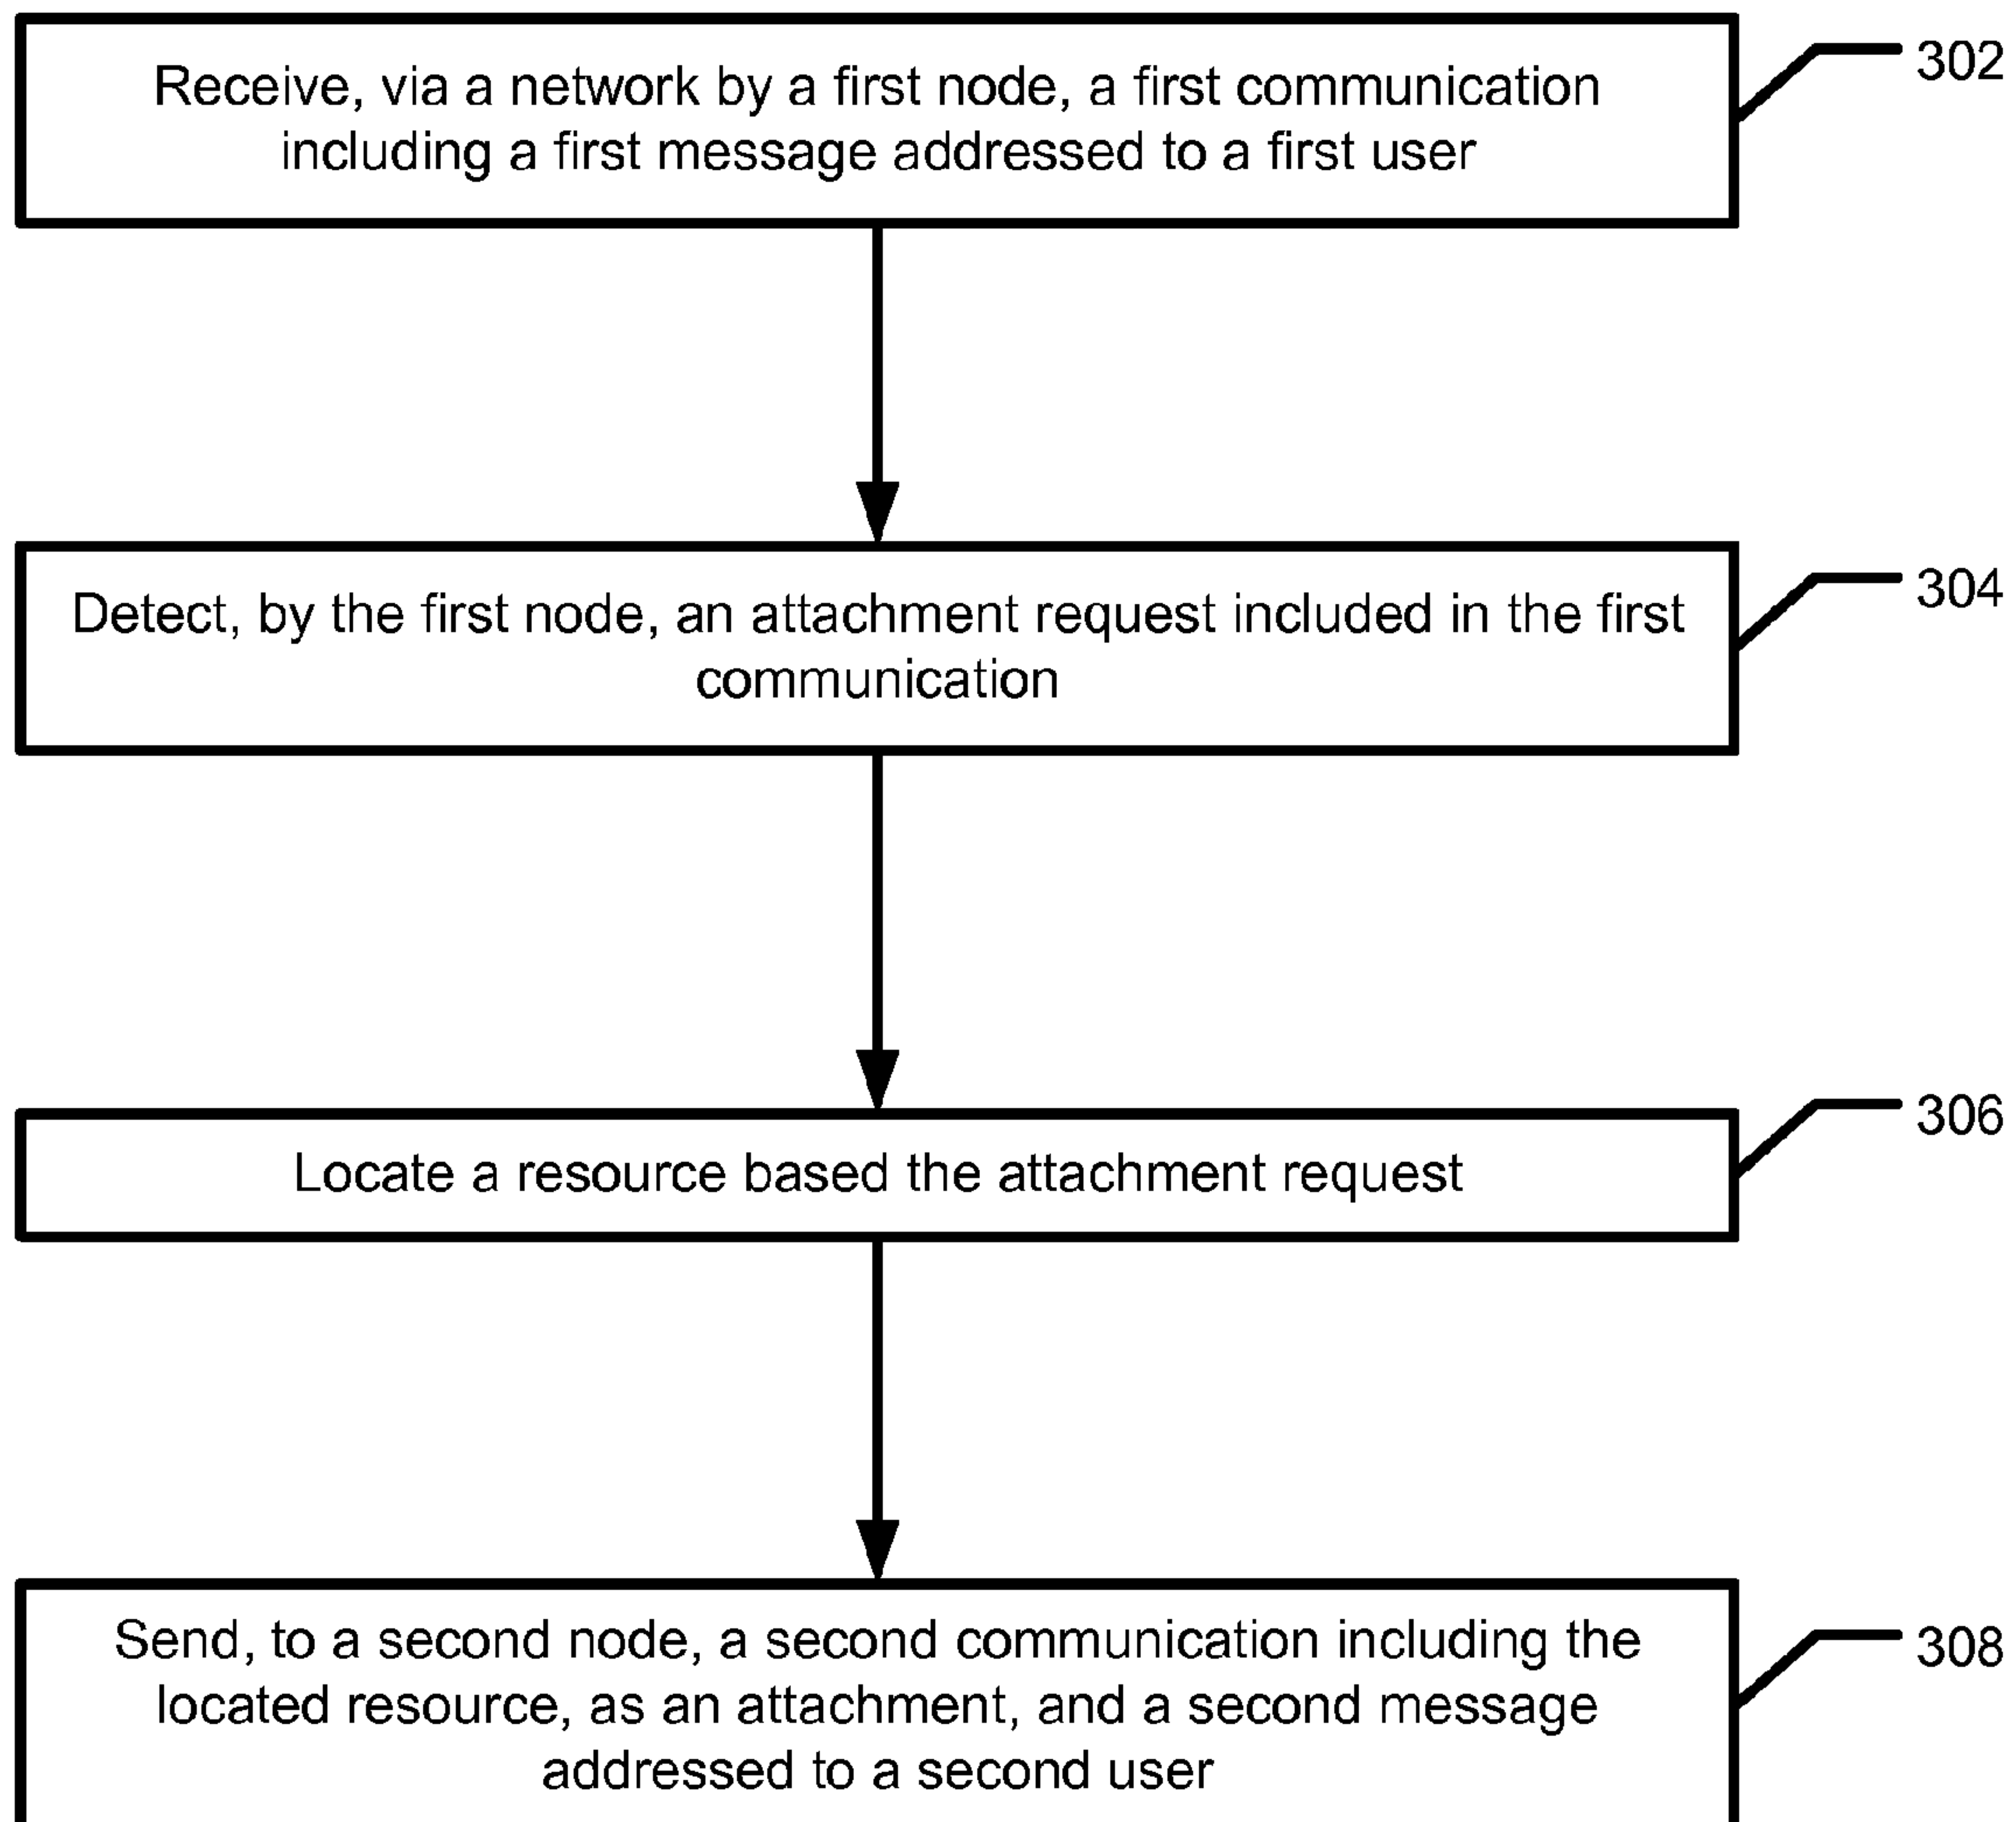 Receive, via a network by a first node, a first communication
including a first message addressed to a first user
302
Detect, by the first node, an attachment request included in the first
communication
304
Locate a resource based the attachment request
306
Send, to a second node, a second communication including the
located resource, as an attachment, and a second message
addressed to a second user
308